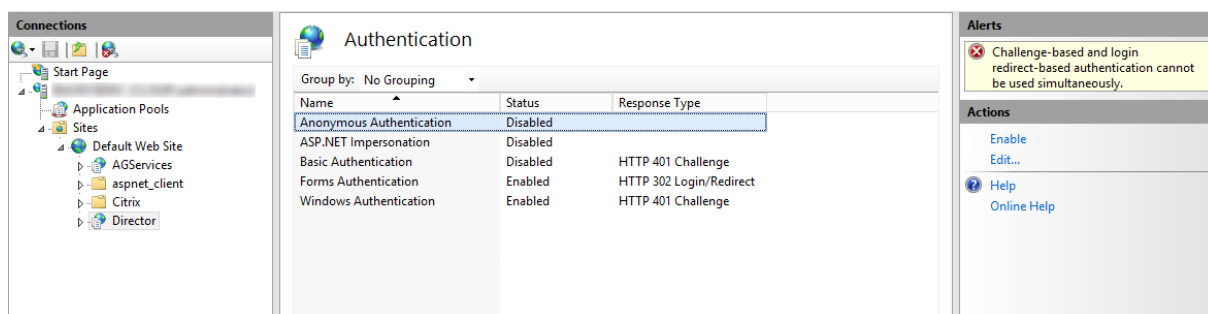 Connections
Start Page
Application Pools
Sites
Default Web Site
AGServices
aspnet_client
Citrix
Director
Authentication
Group by: No Grouping
Name Status Response Type
Anonymous Authentication Disabled
ASP.NET Impersonation Disabled
Basic Authentication Disabled HTTP 401 Challenge
Forms Authentication Enabled HTTP 302 Login/Redirect
Windows Authentication Enabled HTTP 401 Challenge
Alerts
Challenge-based and login
redirect-based authentication cannot
be used simultaneously.
Actions
Enable
Edit...
Help
Online Help